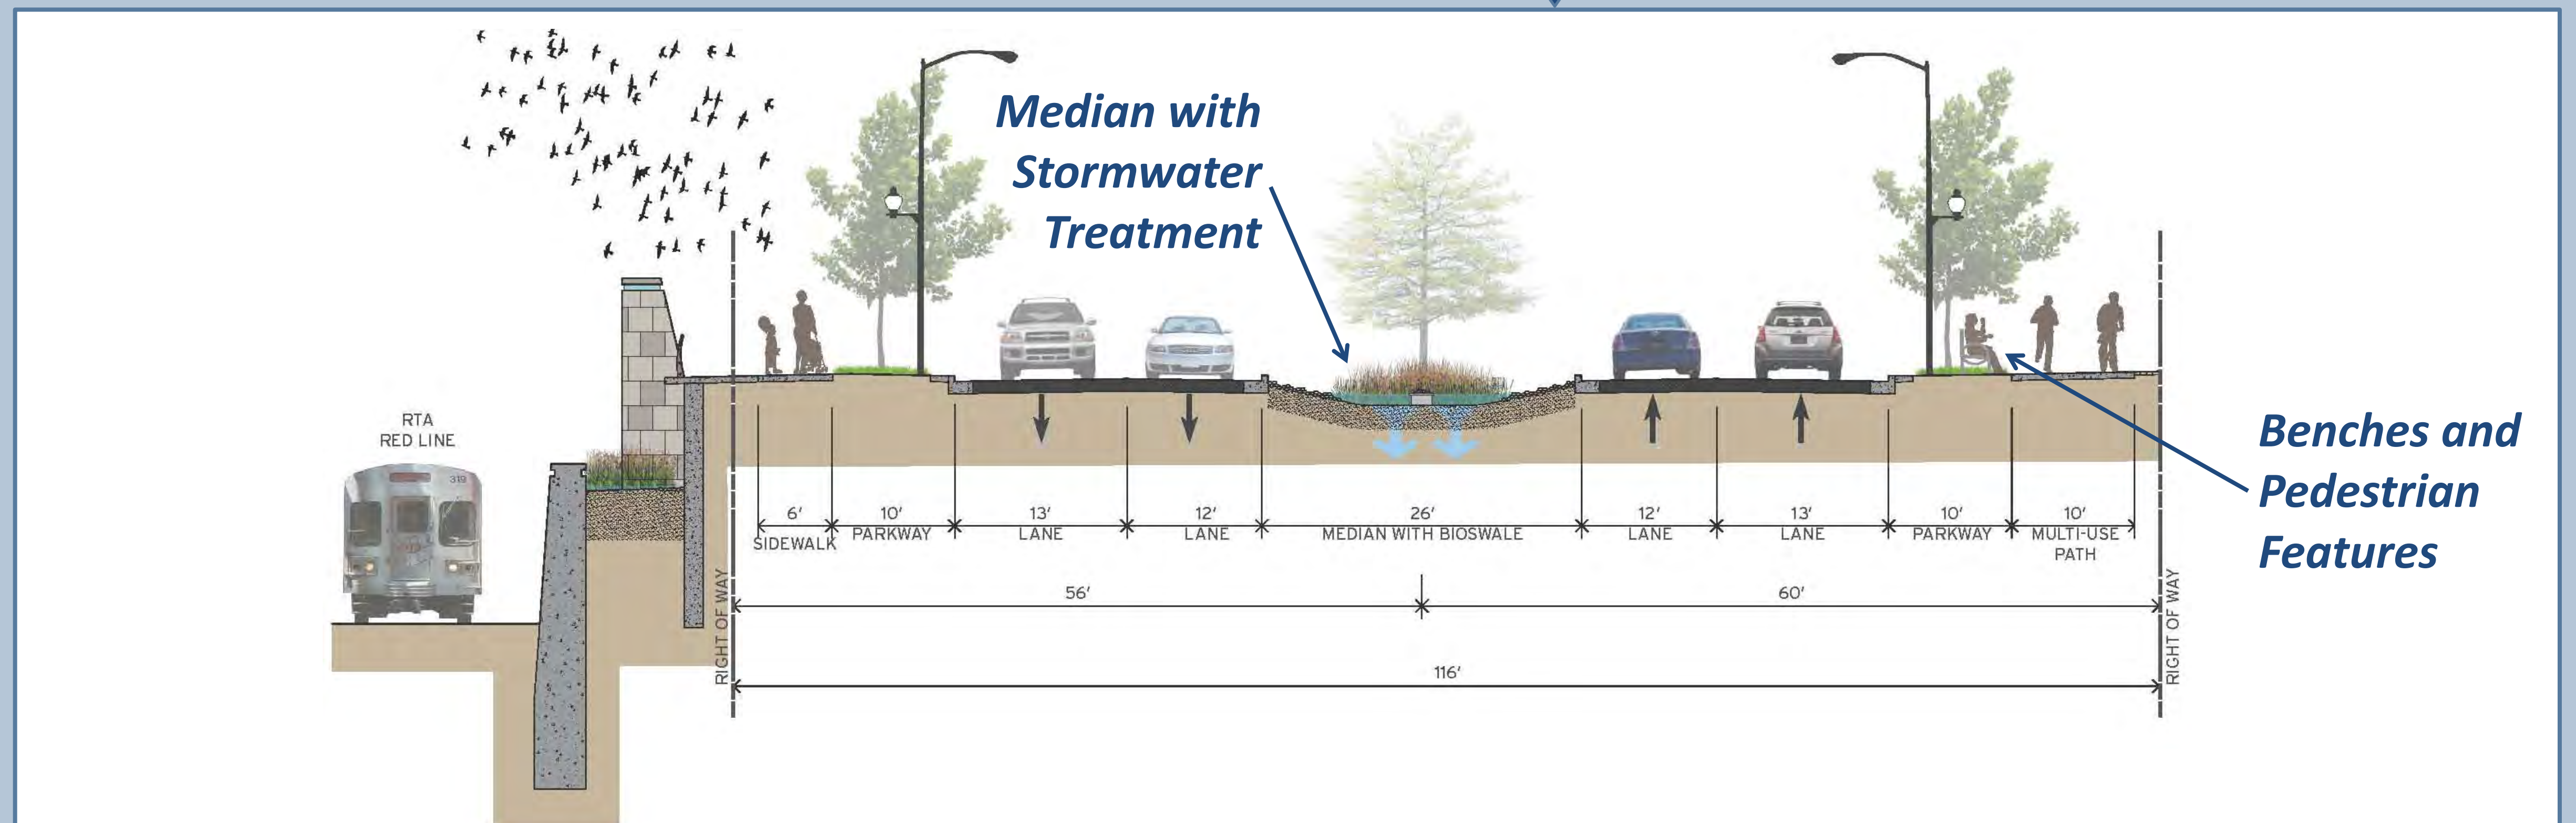 Median with
Stormwater
Treatment
RTA
RED LINE
319
Benches and
Pedestrian
Features
6' 10' 13' 12' 26' 12' 13' 10' 10'
SIDEWALK PARKWAY LANE LANE MEDIAN WITH BIOSWALE LANE LANE PARKWAY MULTI-USE
PATH
56' 60'
RIGHT OF WAY
RIGHT OF WAY
116'